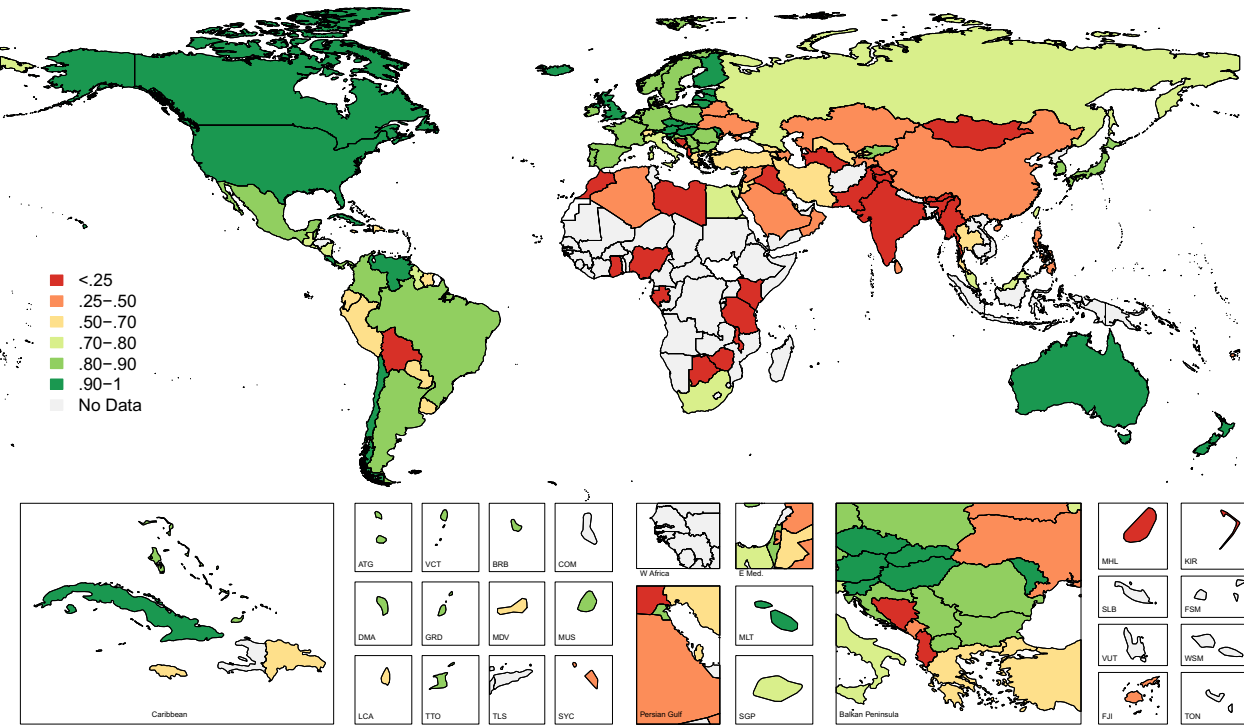 <.25
.25−.50
.50−.70
.70−.80
.80−.90
.90−1
No Data
Caribbean
ATG
VCT
BRB
COM
DMA
GRD
MDV
MUS
LCA
TTO
TLS
SYC
W Africa
E Med.
Persian Gulf
MLT
SGP
Balkan Peninsula
MHL
KIR
SLB
FSM
VUT
WSM
FJI
TON